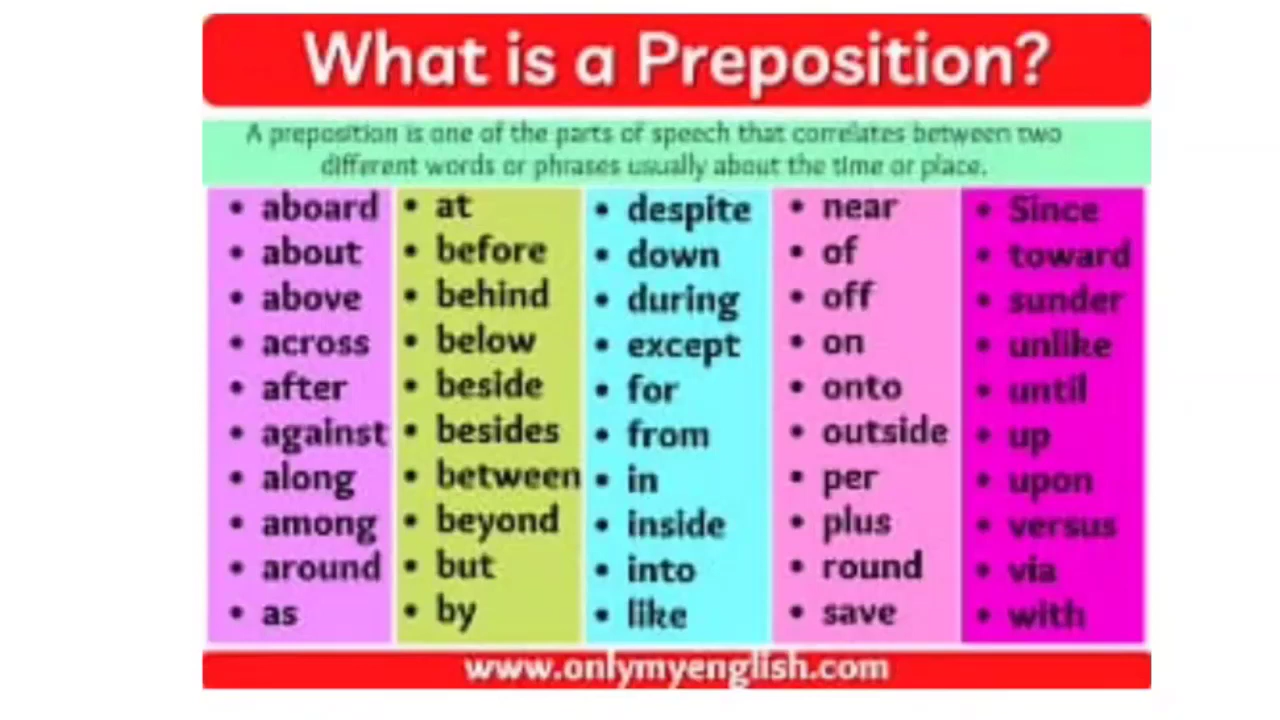 What is a Preposition?
A preposition is one of the parts of speech that correlates between two
different words or phrases usually about the time or place.
• aboard
• about
• above
• across
• after
• against
• along
• among
• around
• as
• at
• before
• behind
• below
• beside
• besides
• between
• beyond
• but
• by
• despite
• down
• during
• except
• for
• from
• in
• inside
• into
• like
• near
• of
• off
• on
• onto
• outside
• per
• plus
• round
• save
• Since
• toward
• sunder
• unlike
• until
• up
• upon
• versus
• via
• with
www.onlymyenglish.com